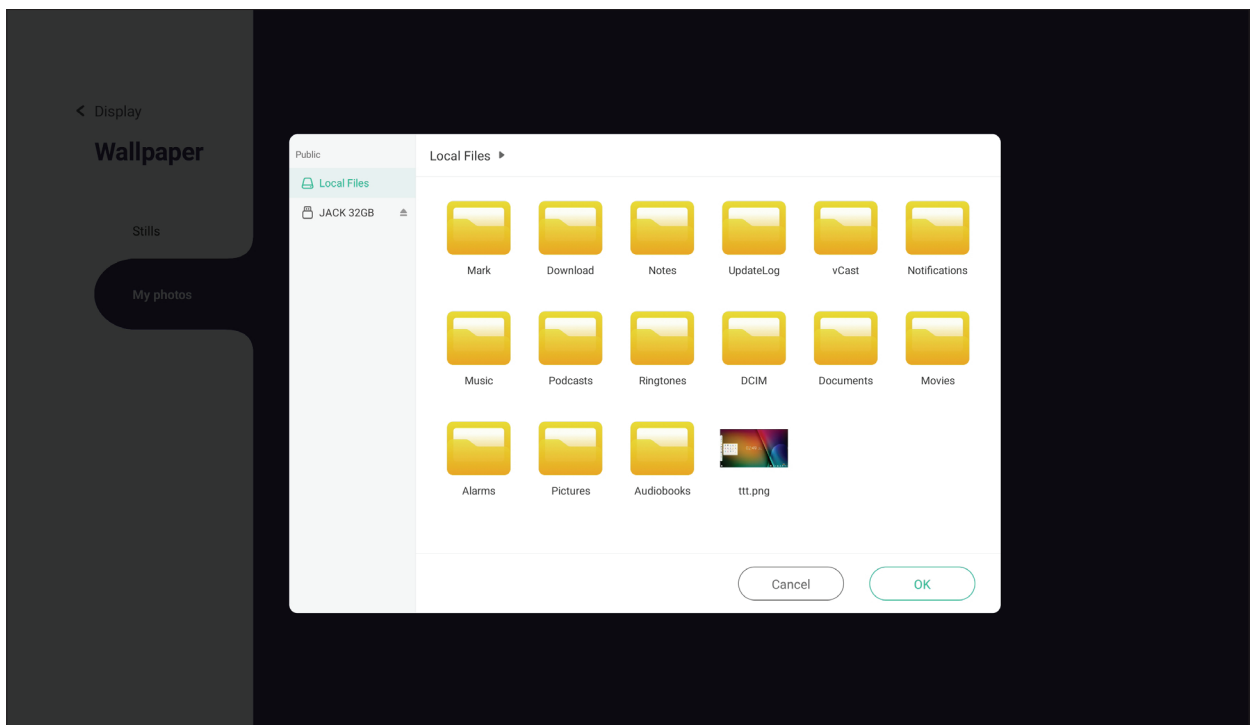 Display
Wallpaper
Stills
My photos
Public
Local Files
JACK 32GB
Local Files
Mark Download Notes UpdateLog vCast Notifications
Music Podcasts Ringtones DCIM Documents Movies
Alarms Pictures Audiobooks ttt.png
Cancel OK